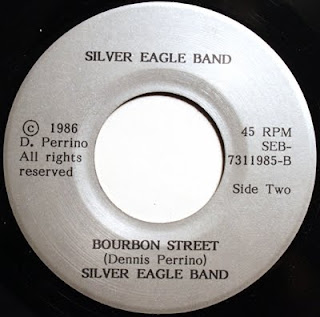 SILVER EAGLE BAND
© 1986
D. Perrino
All rights
reserved
45 RPM
SEB-
7311985-B
Side Two
BOURBON STREET
(Dennis Perrino)
SILVER EAGLE BAND